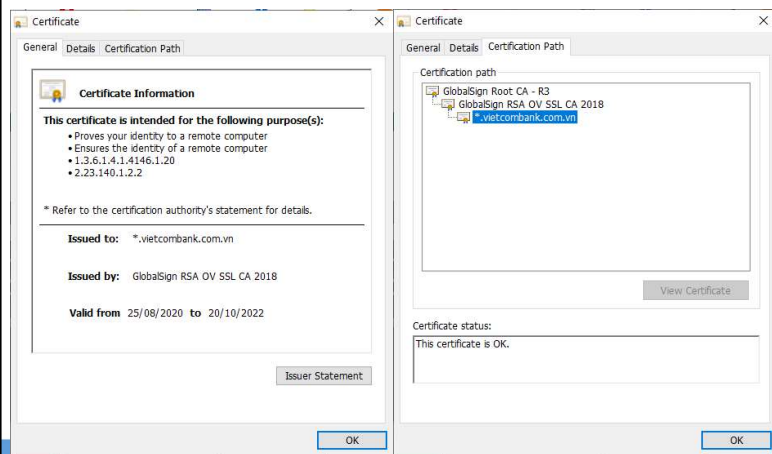 Certificate
General Details Certification Path
Certificate Information
This certificate is intended for the following purpose(s):
• Proves your identity to a remote computer
• Ensures the identity of a remote computer
• 1.3.6.1.4.1.4146.1.20
• 2.23.140.1.2.2
* Refer to the certification authority's statement for details.
Issued to: *.vietcombank.com.vn
Issued by: GlobalSign RSA OV SSL CA 2018
Valid from 25/08/2020 to 20/10/2022
Issuer Statement
OK
Certificate
General Details Certification Path
Certification path
GlobalSign Root CA - R3
GlobalSign RSA OV SSL CA 2018
*.vietcombank.com.vn
View Certificate
Certificate status:
This certificate is OK.
OK